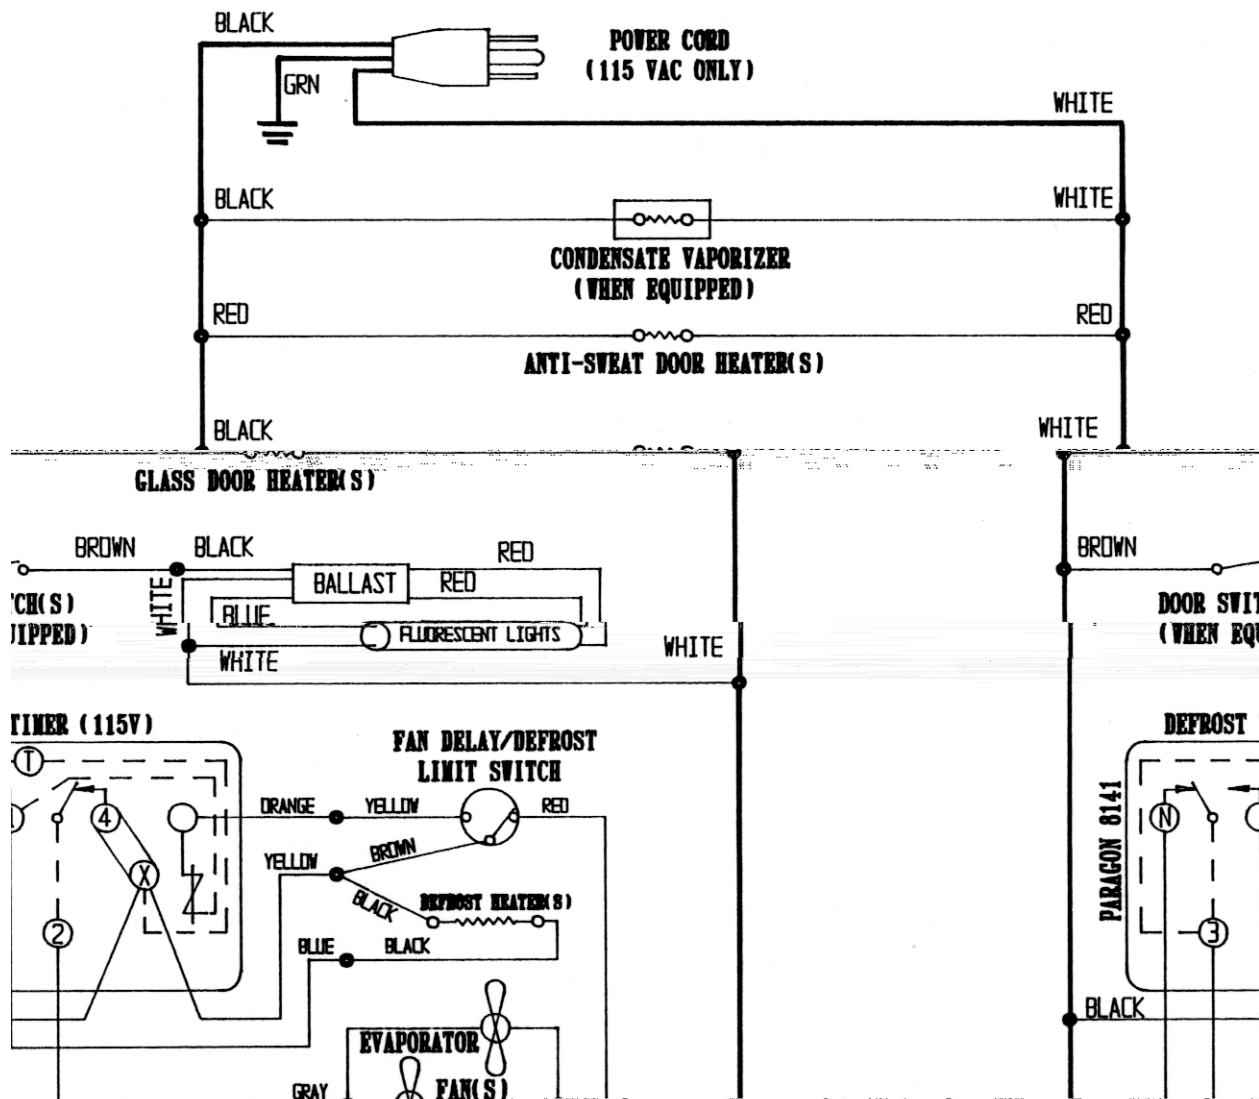 BLACK
POWER CORD
(115 VAC ONLY)
GRN
WHITE
BLACK
WHITE
CONDENSATE VAPORIZER
(WHEN EQUIPPED)
RED
RED
ANTI-SWEAT DOOR HEATER(S)
BLACK
WHITE
GLASS DOOR HEATER(S)
BROWN
BLACK
RED
BROWN
BALLAST
RED
WHITE
TCH(S)
UIPPED)
BLUE
FLUORESCENT LIGHTS
WHITE
WHITE
DOOR SWIT
(WHEN EQU
TIMER (115V)
FAN DELAY/DEFROST
LIMIT SWITCH
DEFROST
T
ORANGE
YELLOW
RED
4
N
PARAGON 8141
BROWN
YELLOW
X
BLACK
DEFROST HEATER(S)
2
3
BLUE
BLACK
BLACK
EVAPORATOR
FAN(S)
GRAY